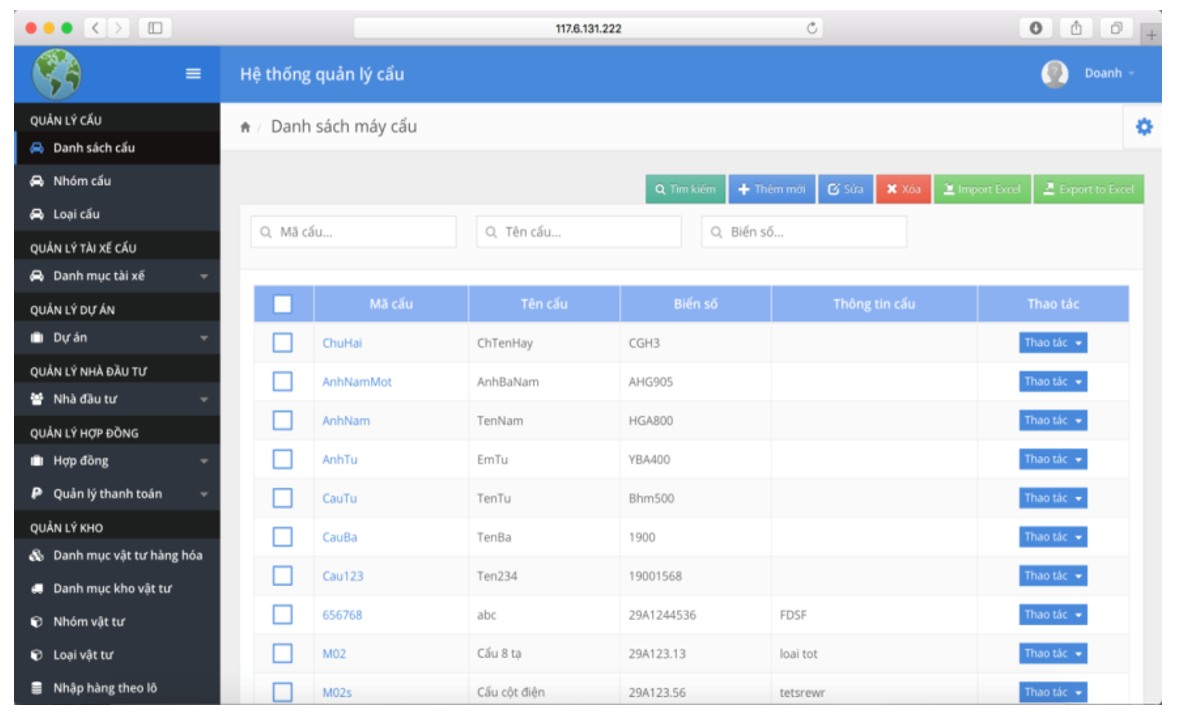 117.6.131.222
Hệ thống quản lý cẩu
Doanh
QUẢN LÝ CẨU
Danh sách cẩu
Nhóm cẩu
Loại cẩu
QUẢN LÝ TÀI XẾ CẨU
Danh mục tài xế
QUẢN LÝ DỰ ÁN
Dự án
QUẢN LÝ NHÀ ĐẦU TƯ
Nhà đầu tư
QUẢN LÝ HỢP ĐỒNG
Hợp đồng
Quản lý thanh toán
QUẢN LÝ KHO
Danh mục vật tư hàng hóa
Danh mục kho vật tư
Nhóm vật tư
Loại vật tư
Nhập hàng theo lô
/ Danh sách máy cẩu
Tìm kiếm Thêm mới Sửa Xóa Import Excel Export to Excel
Mã cẩu... Tên cẩu... Biển số...
Mã cẩu Tên cẩu Biển số Thông tin cẩu Thao tác
ChuHai ChTenHay CGH3 Thao tác
AnhNamMot AnhBaNam AHG905 Thao tác
AnhNam TenNam HGA800 Thao tác
AnhTu EmTu YBA400 Thao tác
CauTu TenTu Bhm500 Thao tác
CauBa TenBa 1900 Thao tác
Cau123 Ten234 19001568 Thao tác
656768 abc 29A1244536 FDSF Thao tác
M02 Cẩu 8 tạ 29A123.13 loai tot Thao tác
M02s Cẩu cột điện 29A123.56 tetsrewr Thao tác